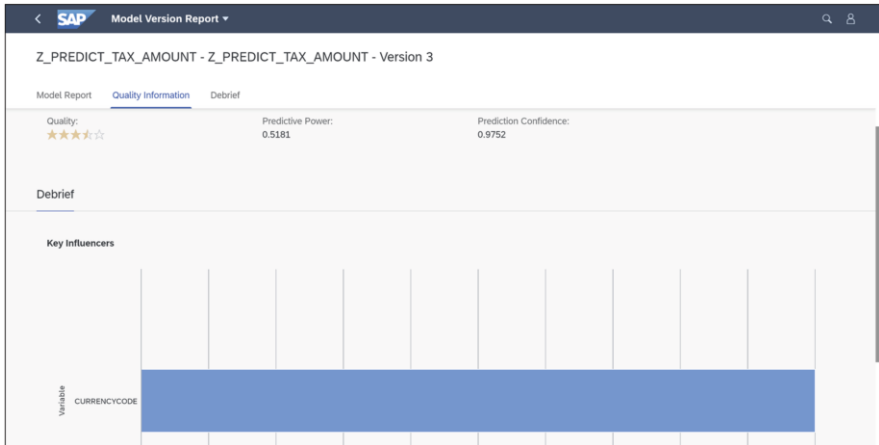 SAP Model Version Report
Z_PREDICT_TAX_AMOUNT - Z_PREDICT_TAX_AMOUNT - Version 3
Model Report Quality Information Debrief
Quality: Predictive Power: Prediction Confidence:
0.5181 0.9752
Debrief
Key Influencers
Variable
CURRENCYCODE